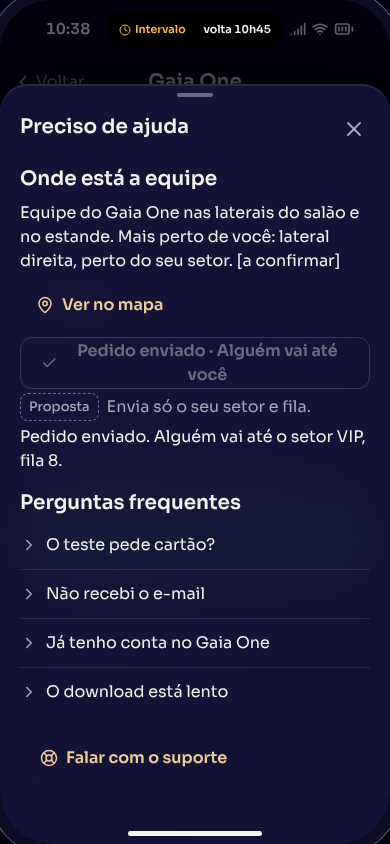 10:38
Intervalo volta 10h45
Voltar Gaia One
Preciso de ajuda
Onde está a equipe
Equipe do Gaia One nas laterais do salão e
no estande. Mais perto de você: lateral
direita, perto do seu setor. [a confirmar]
Ver no mapa
Pedido enviado · Alguém vai até
você
Proposta Envia só o seu setor e fila.
Pedido enviado. Alguém vai até o setor VIP,
fila 8.
Perguntas frequentes
O teste pede cartão?
Não recebi o e-mail
Já tenho conta no Gaia One
O download está lento
Falar com o suporte